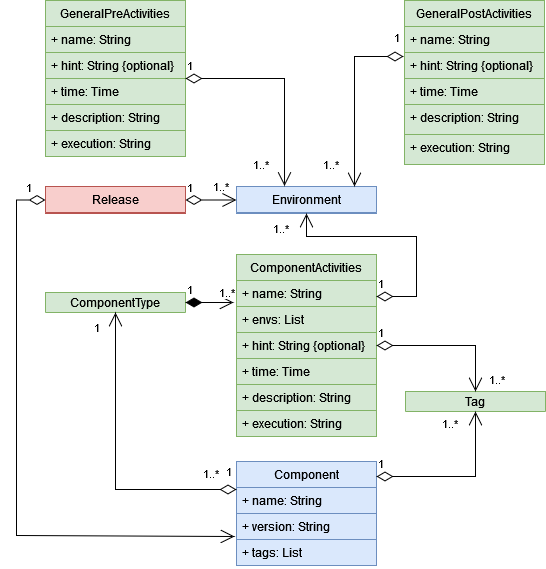 GeneralPreActivities
+ name: String
+ hint: String {optional}
+ time: Time
+ description: String
+ execution: String
1
1..*
GeneralPostActivities
+ name: String
+ hint: String {optional}
+ time: Time
+ description: String
+ execution: String
1
1..*
1
Release
1
1..*
Environment
1..*
ComponentActivities
+ name: String
+ envs: List
+ hint: String {optional}
+ time: Time
+ description: String
+ execution: String
1
1
ComponentType
1
1..*
1
1..*
Tag
1..*
1..*
1
Component
+ name: String
+ version: String
+ tags: List
1